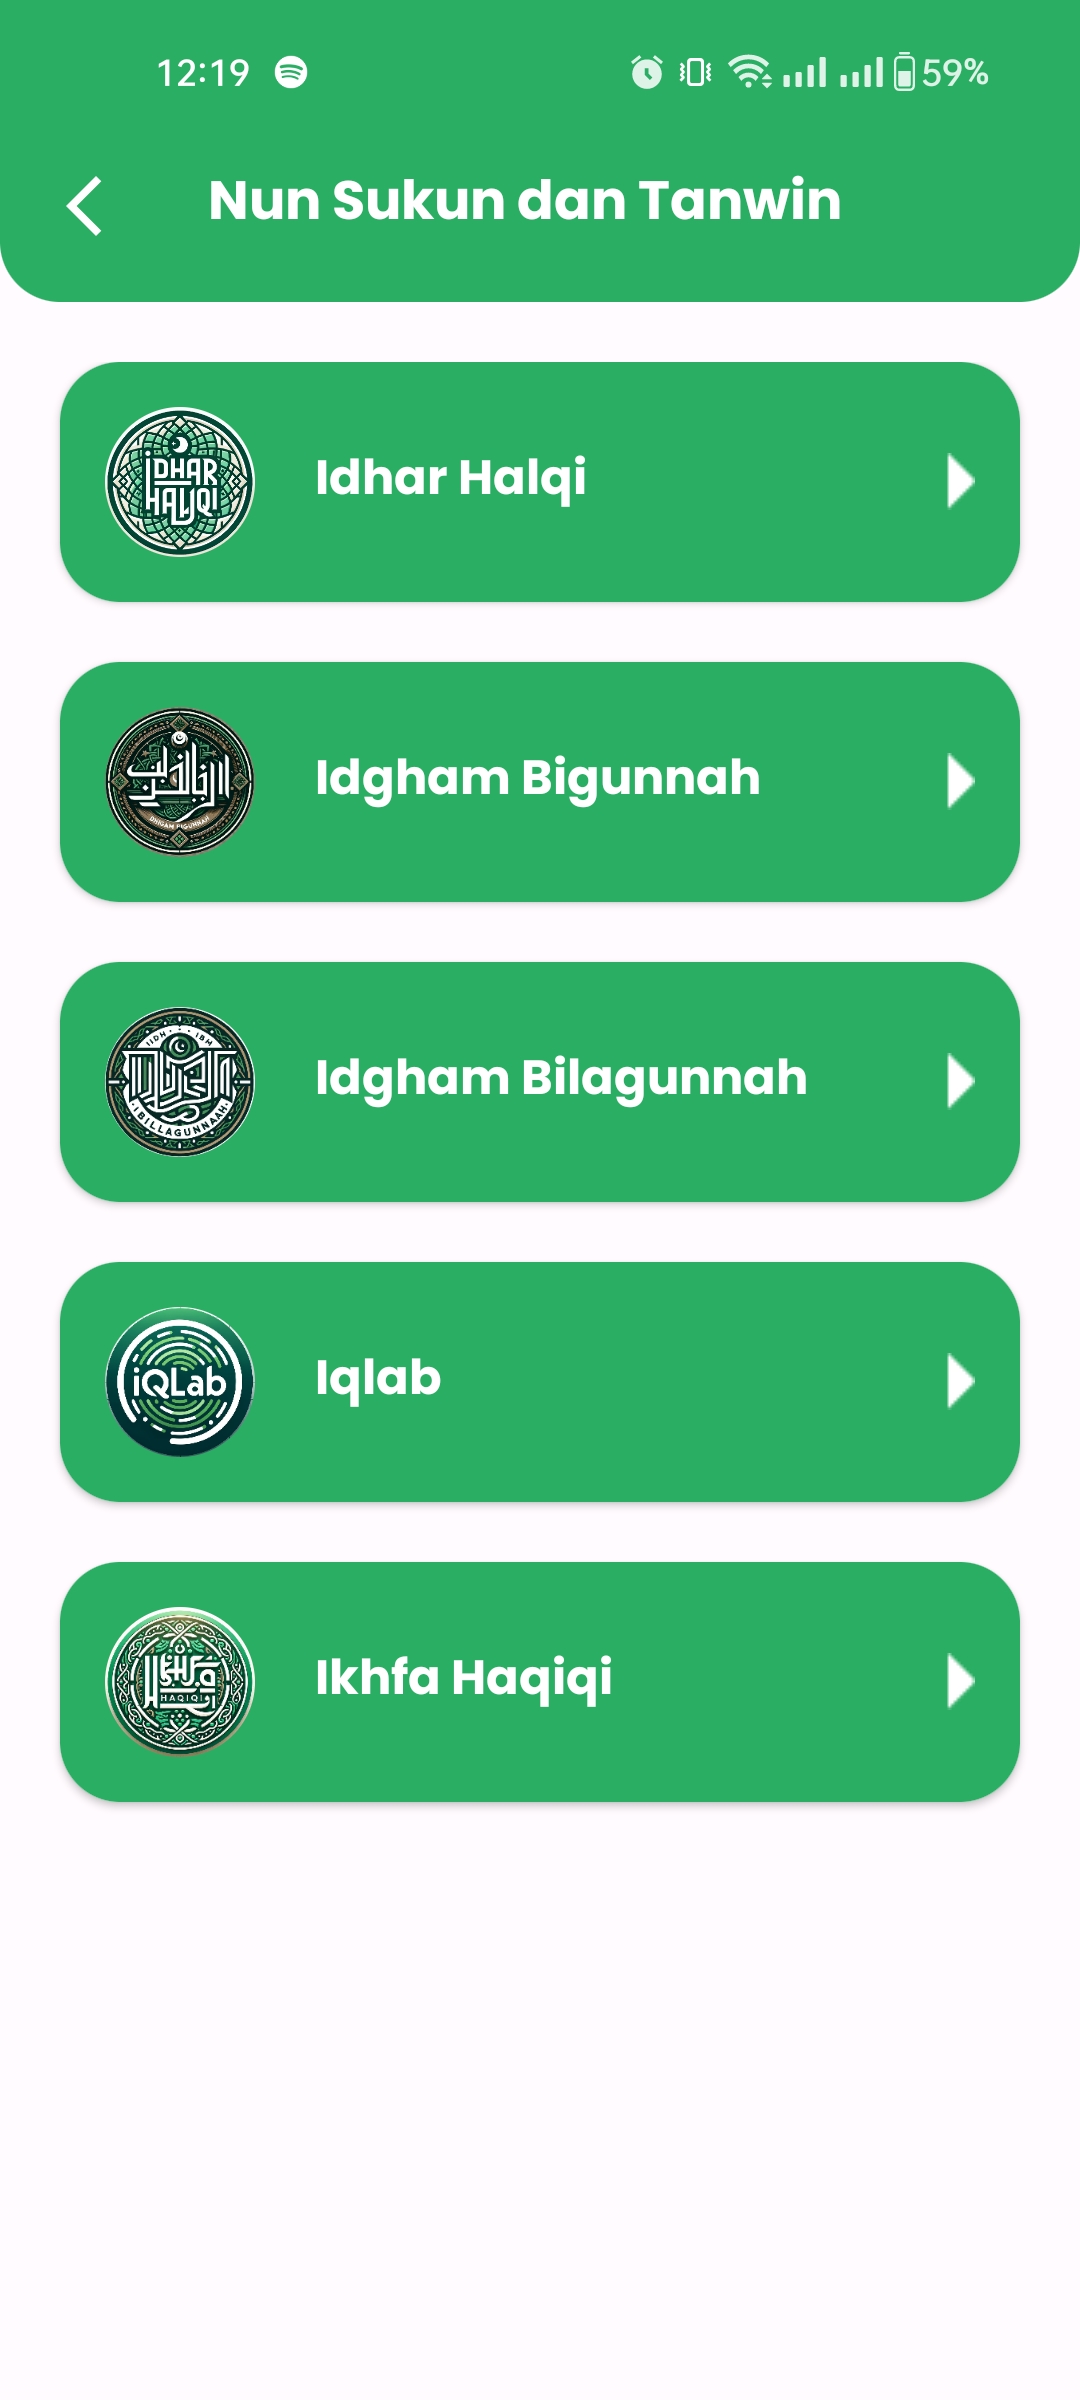 12:19
59%
Nun Sukun dan Tanwin
IDHAR
HALQI
Idhar Halqi
Idgham Bigunnah
Idgham Bilagunnah
iQLab
Iqlab
HAQIQI
Ikhfa Haqiqi